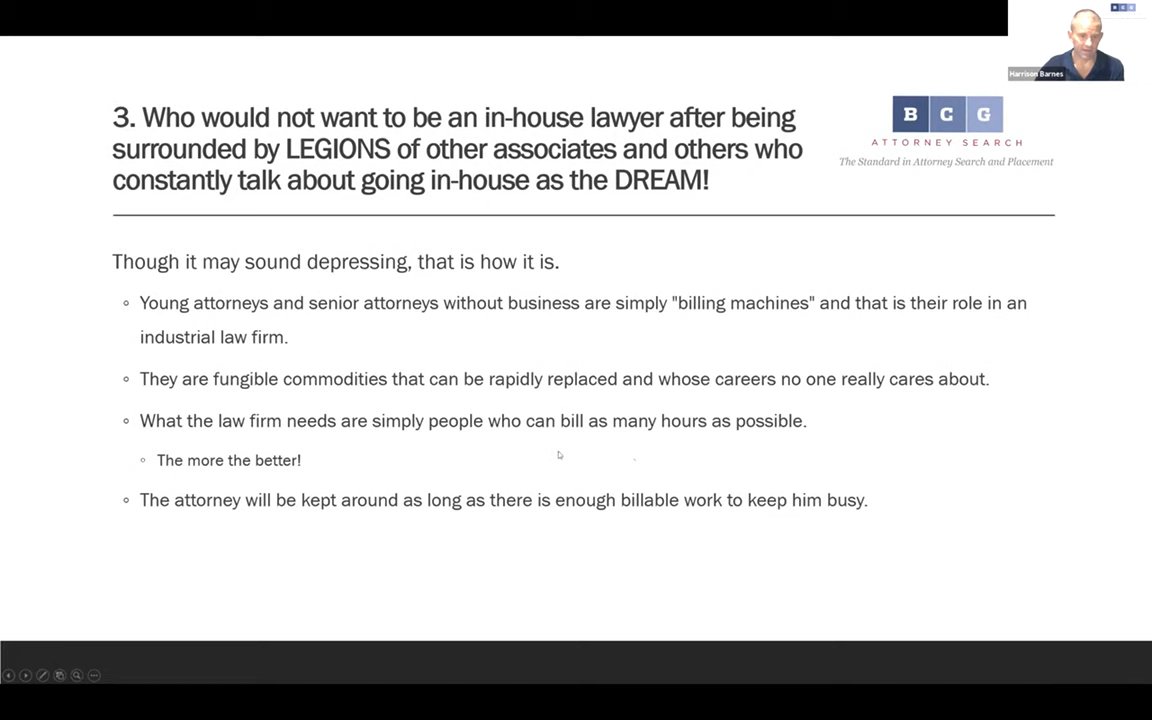 B C G
Harrison Barnes
3. Who would not want to be an in-house lawyer after being
surrounded by LEGIONS of other associates and others who
constantly talk about going in-house as the DREAM!
B C G
ATTORNEY SEARCH
The Standard in Attorney Search and Placement
Though it may sound depressing, that is how it is.
Young attorneys and senior attorneys without business are simply "billing machines" and that is their role in an
industrial law firm.
They are fungible commodities that can be rapidly replaced and whose careers no one really cares about.
What the law firm needs are simply people who can bill as many hours as possible.
The more the better!
The attorney will be kept around as long as there is enough billable work to keep him busy.